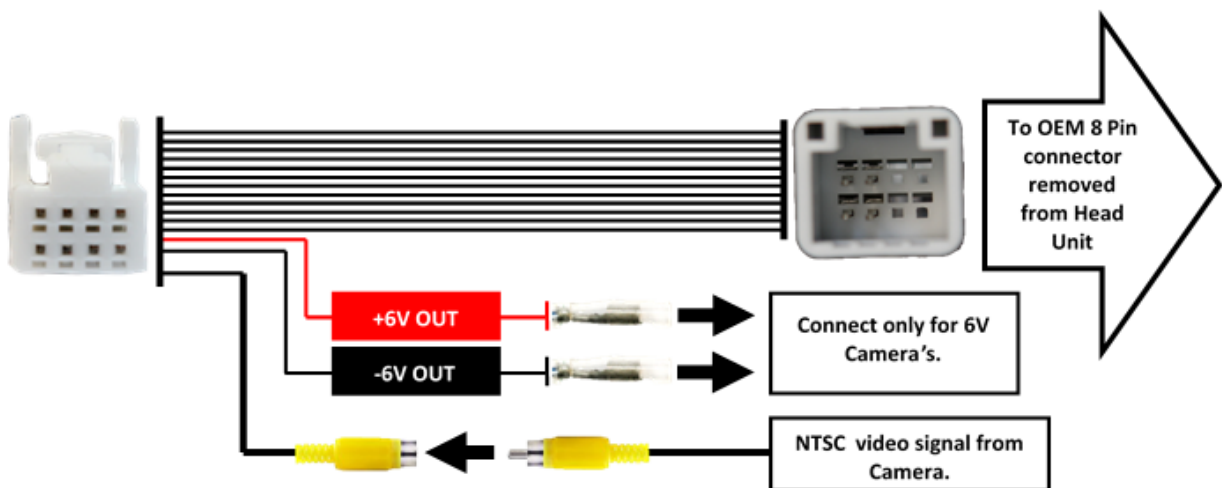 To OEM 8 Pin
connector
removed
from Head
Unit
+6V OUT
-6V OUT
Connect only for 6V
Camera's.
NTSC video signal from
Camera.